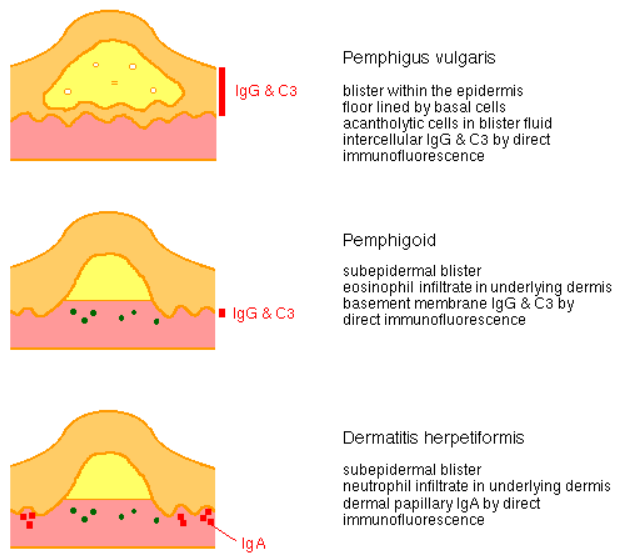 Pemphigus vulgaris
IgG & C3
blister within the epidermis
floor lined by basal cells
acantholytic cells in blister fluid
intercellular IgG & C3 by direct
immunofluorescence
Pemphigoid
subepidermal blister
eosinophil infiltrate in underlying dermis
basement membrane IgG & C3 by
direct immunofluorescence
IgG & C3
Dermatitis herpetiformis
subepidermal blister
neutrophil infiltrate in underlying dermis
dermal papillary IgA by direct
immunofluorescence
IgA